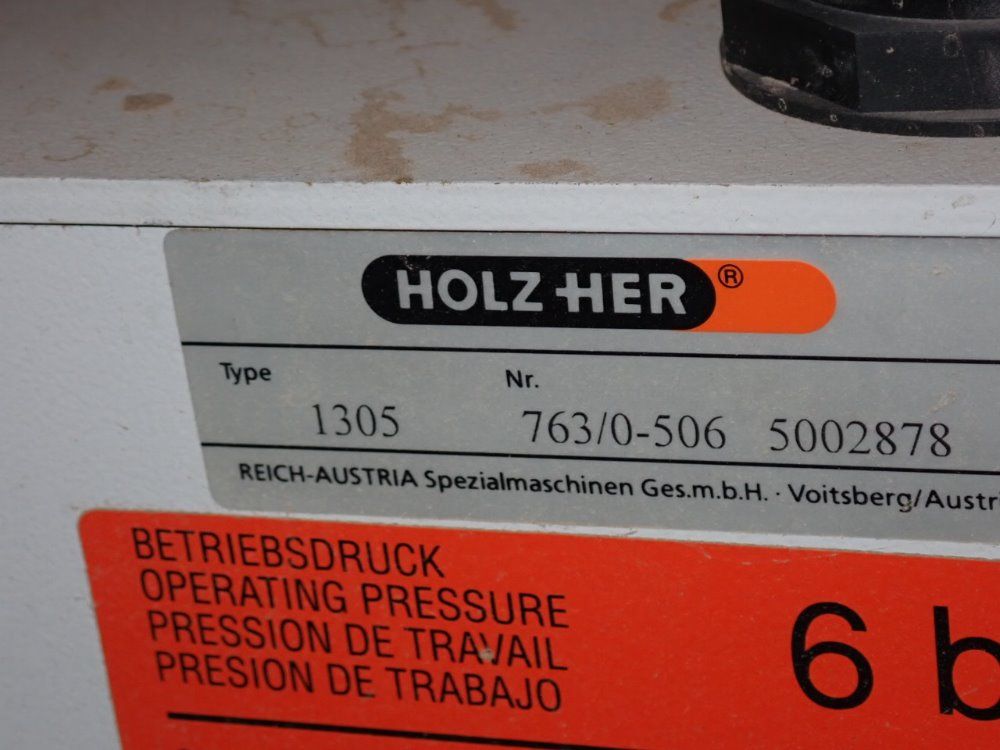 HOLZ-HER®
Type Nr.
1305 763/0-506 5002878
REICH-AUSTRIA Spezialmaschinen Ges.m.b.H. · Voitsberg/Austri
BETRIEBSDRUCK
OPERATING PRESSURE
PRESSION DE TRAVAIL
PRESION DE TRABAJO
6 b